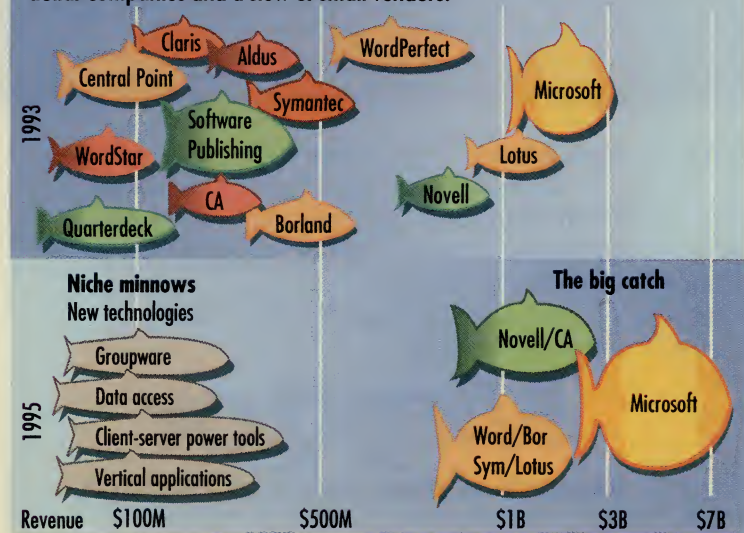 1993
Claris
Aldus
WordPerfect
Central Point
Symantec
Microsoft
Software
Publishing
WordStar
Lotus
CA
Novell
Quarterdeck
Borland
1995
Niche minnows
New technologies
The big catch
Groupware
Novell/CA
Data access
Microsoft
Client-server power tools
Word/Bor
Sym/Lotus
Vertical applications
Revenue $100M $500M $1B $3B $7B